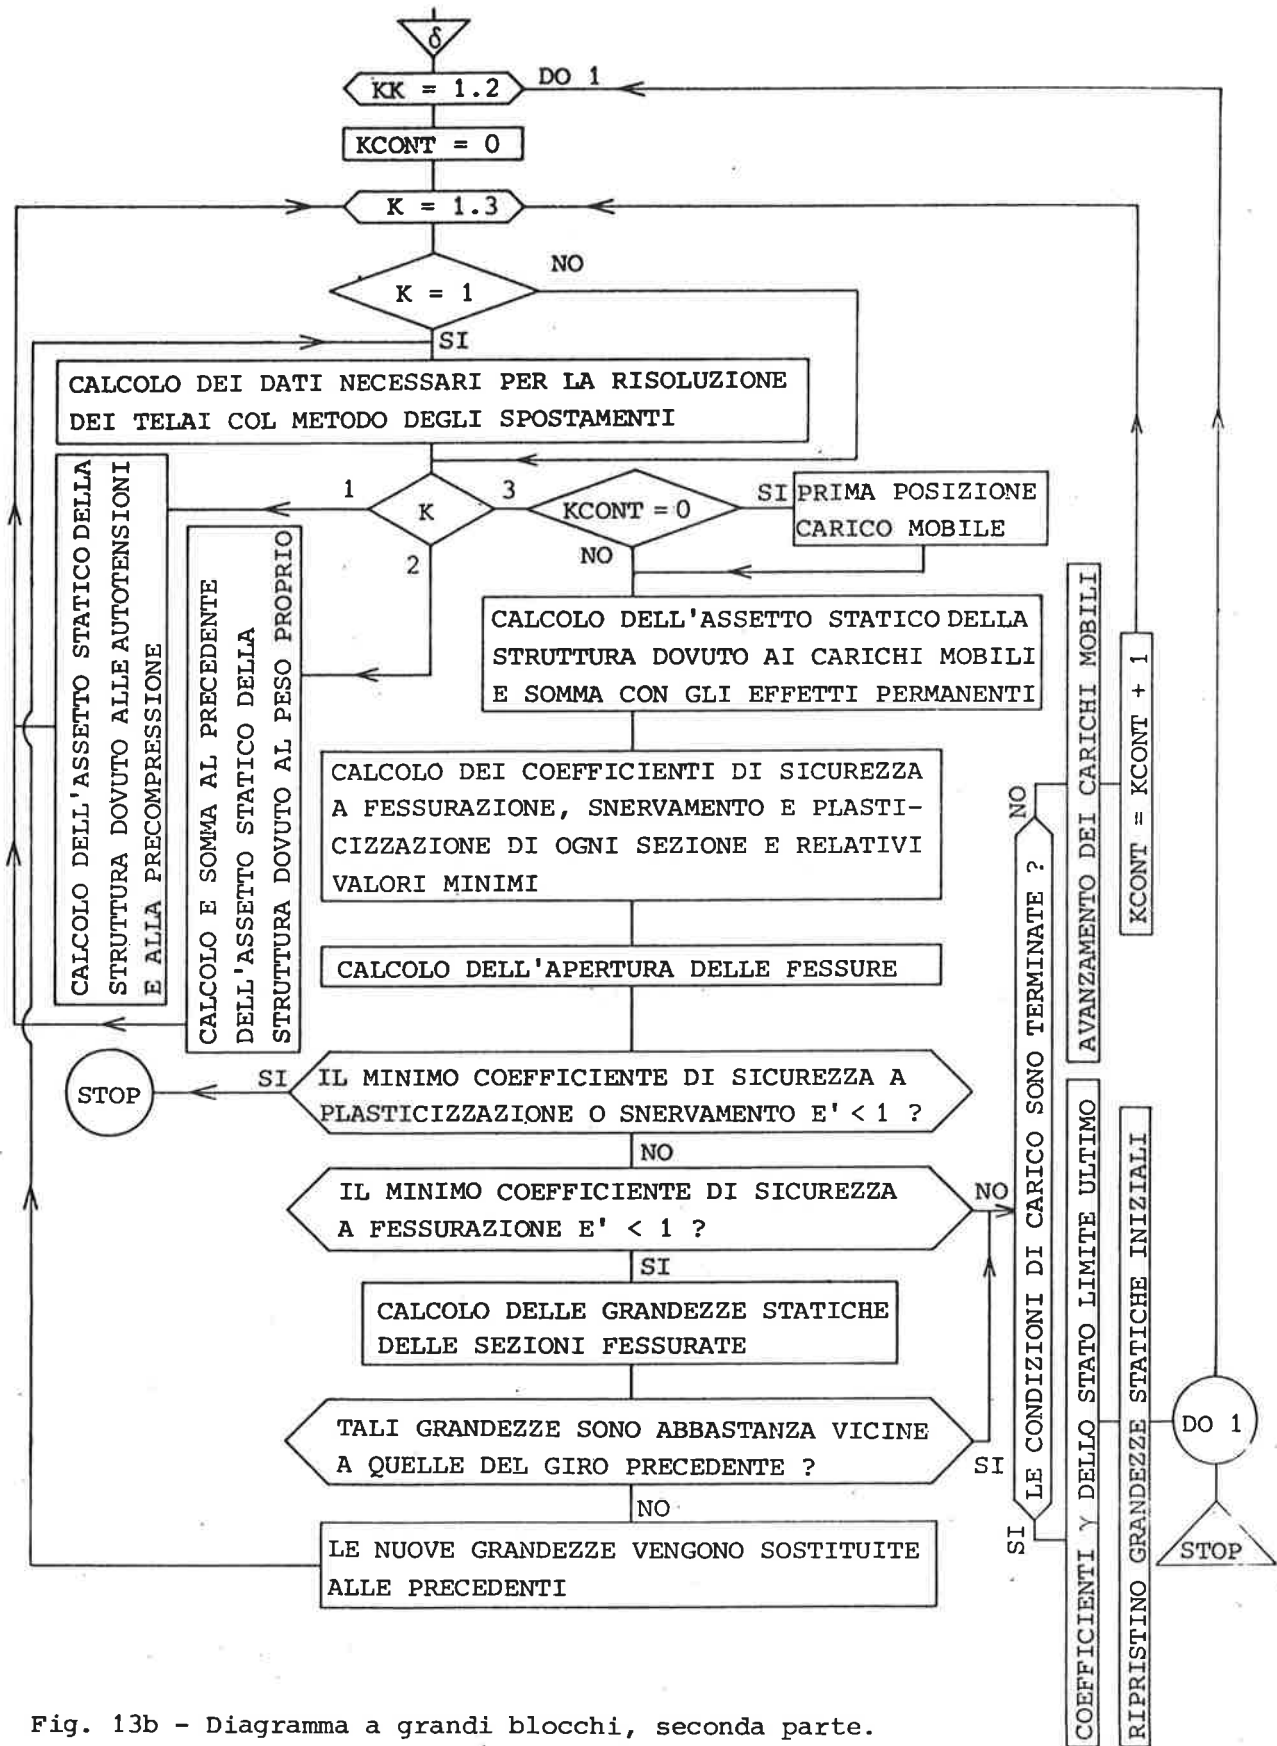 δ
KK = 1.2
DO 1
KCONT = 0
K = 1.3
K = 1
NO
SI
CALCOLO DEI DATI NECESSARI PER LA RISOLUZIONE
DEI TELAI COL METODO DEGLI SPOSTAMENTI
1
K
3
2
KCONT = 0
SI
NO
PRIMA POSIZIONE
CARICO MOBILE
CALCOLO DELL'ASSETTO STATICO DELLA
STRUTTURA DOVUTO ALLE AUTOTENSIONI
E ALLA PRECOMPRESSIONE
CALCOLO E SOMMA AL PRECEDENTE
DELL'ASSETTO STATICO DELLA
STRUTTURA DOVUTO AL PESO PROPRIO
CALCOLO DELL'ASSETTO STATICO DELLA
STRUTTURA DOVUTO AI CARICHI MOBILI
E SOMMA CON GLI EFFETTI PERMANENTI
CALCOLO DEI COEFFICIENTI DI SICUREZZA
A FESSURAZIONE, SNERVAMENTO E PLASTI-
CIZZAZIONE DI OGNI SEZIONE E RELATIVI
VALORI MINIMI
CALCOLO DELL'APERTURA DELLE FESSURE
STOP
SI
IL MINIMO COEFFICIENTE DI SICUREZZA A
PLASTICIZZAZIONE O SNERVAMENTO E' < 1 ?
NO
IL MINIMO COEFFICIENTE DI SICUREZZA
A FESSURAZIONE E' < 1 ?
NO
SI
CALCOLO DELLE GRANDEZZE STATICHE
DELLE SEZIONI FESSURATE
TALI GRANDEZZE SONO ABBASTANZA VICINE
A QUELLE DEL GIRO PRECEDENTE ?
SI
NO
LE NUOVE GRANDEZZE VENGONO SOSTITUITE
ALLE PRECEDENTI
LE CONDIZIONI DI CARICO SONO TERMINATE ?
NO
SI
AVANZAMENTO DEI CARICHI MOBILI
KCONT = KCONT + 1
COEFFICIENTI γ DELLO STATO LIMITE ULTIMO
RIPRISTINO GRANDEZZE STATICHE INIZIALI
DO 1
STOP
Fig. 13b - Diagramma a grandi blocchi, seconda parte.